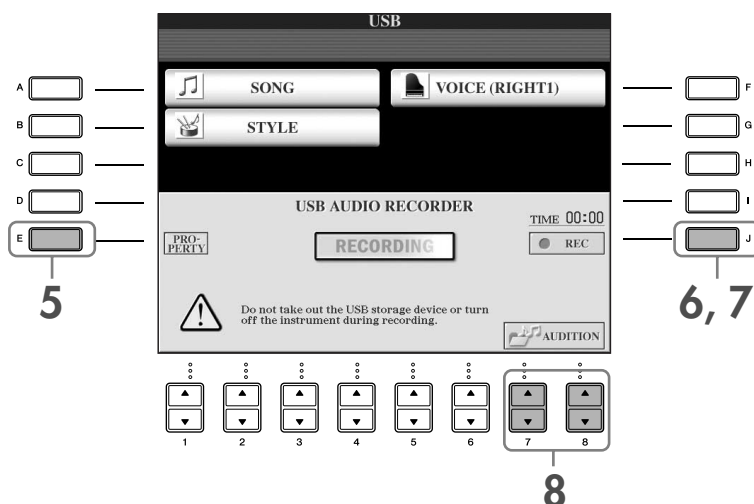 USB
SONG
VOICE (RIGHT1)
STYLE
A
B
C
D
E
F
G
H
I
J
USB AUDIO RECORDER
TIME 00:00
PRO-
PERTY
RECORDING
REC
Do not take out the USB storage device or turn
off the instrument during recording.
AUDITION
5
6, 7
1 2 3 4 5 6 7 8
8